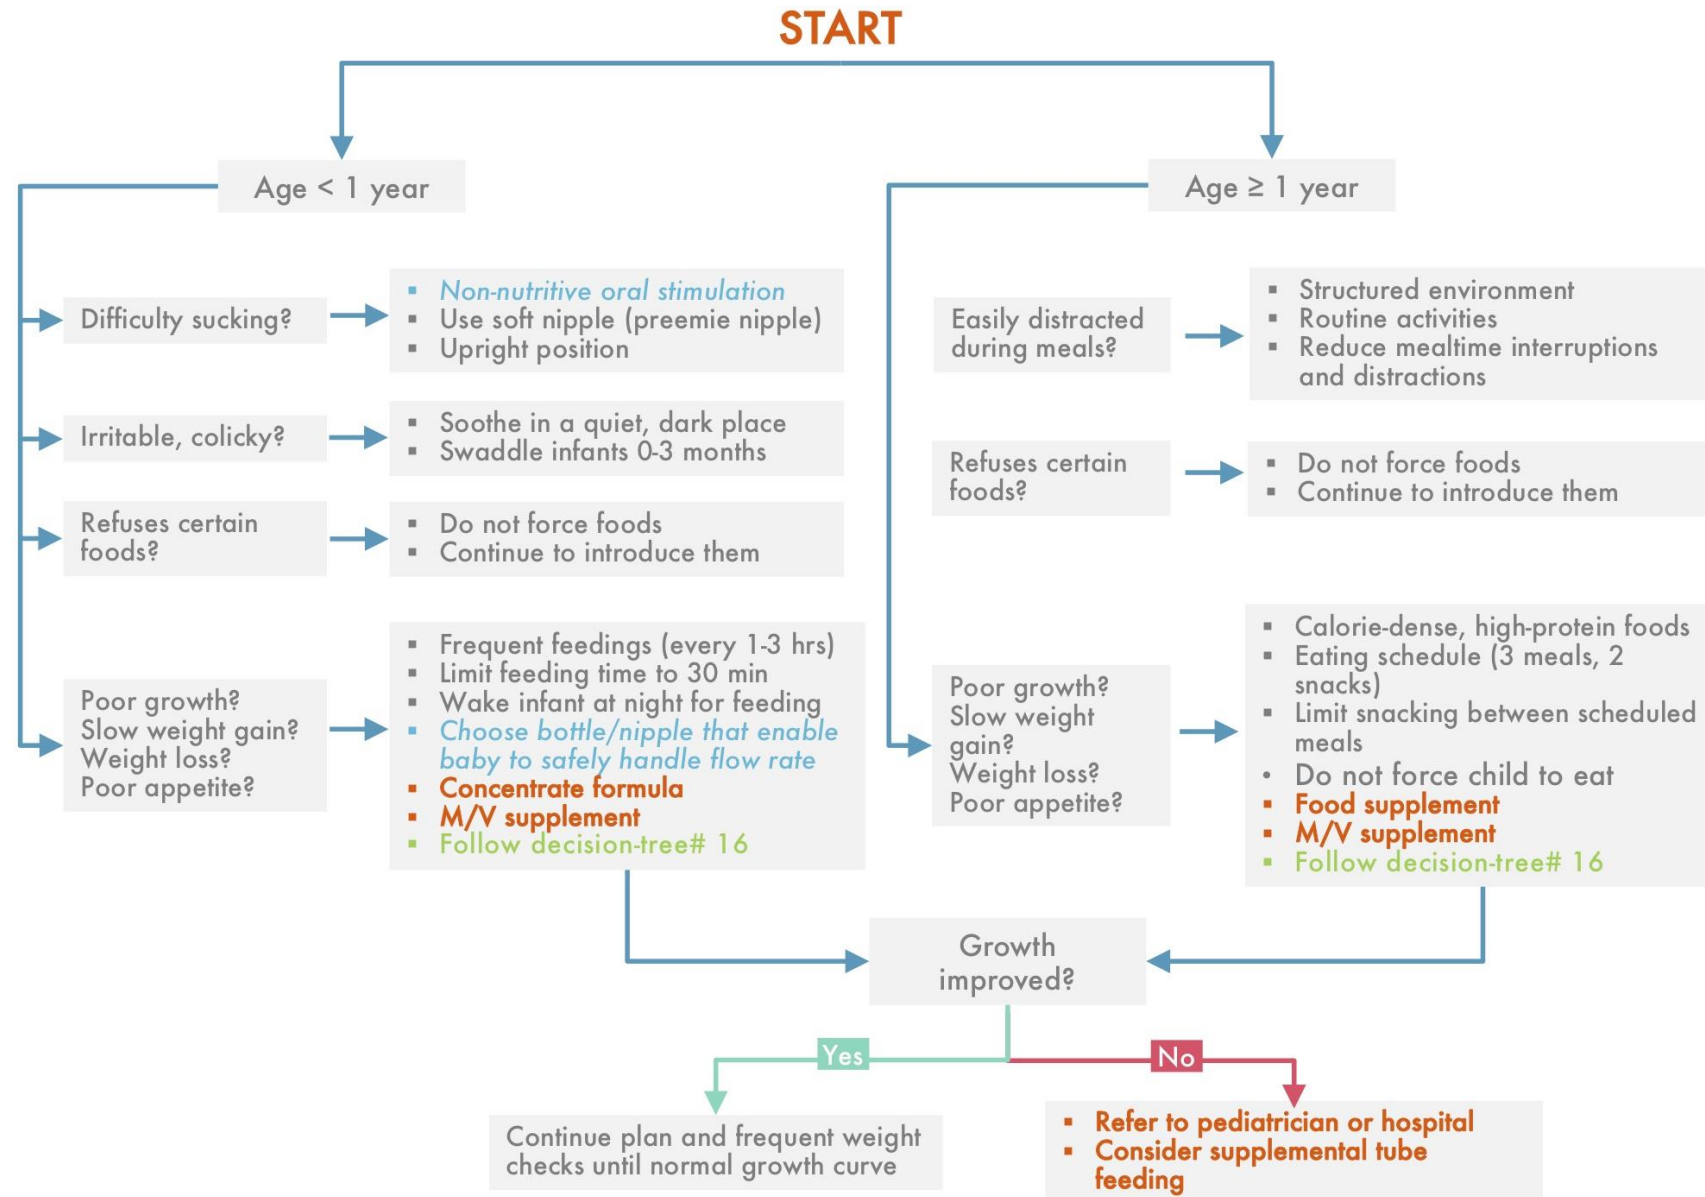 START
Age < 1 year
Difficulty sucking?
▪ Non-nutritive oral stimulation
▪ Use soft nipple (preemie nipple)
▪ Upright position
Irritable, colicky?
▪ Soothe in a quiet, dark place
▪ Swaddle infants 0-3 months
Refuses certain
foods?
▪ Do not force foods
▪ Continue to introduce them
Poor growth?
Slow weight gain?
Weight loss?
Poor appetite?
▪ Frequent feedings (every 1-3 hrs)
▪ Limit feeding time to 30 min
▪ Wake infant at night for feeding
▪ Choose bottle/nipple that enable
baby to safely handle flow rate
▪ Concentrate formula
▪ M/V supplement
▪ Follow decision-tree# 16
Age ≥ 1 year
Easily distracted
during meals?
▪ Structured environment
▪ Routine activities
▪ Reduce mealtime interruptions
and distractions
Refuses certain
foods?
▪ Do not force foods
▪ Continue to introduce them
Poor growth?
Slow weight
gain?
Weight loss?
Poor appetite?
▪ Calorie-dense, high-protein foods
▪ Eating schedule (3 meals, 2
snacks)
▪ Limit snacking between scheduled
meals
• Do not force child to eat
▪ Food supplement
▪ M/V supplement
▪ Follow decision-tree# 16
Growth
improved?
Yes
No
Continue plan and frequent weight
checks until normal growth curve
▪ Refer to pediatrician or hospital
▪ Consider supplemental tube
feeding